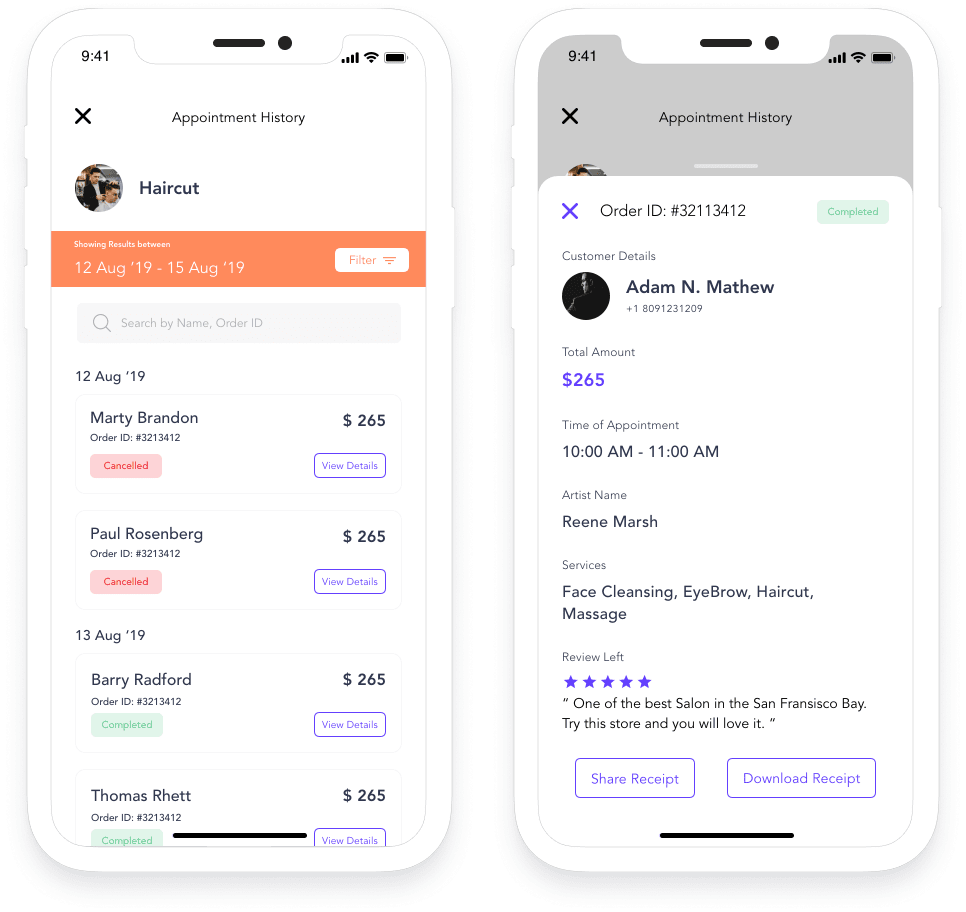 9:41
Appointment History
Haircut
Showing Results between
12 Aug ‘19 - 15 Aug ‘19
Filter
Search by Name, Order ID
12 Aug ‘19
Marty Brandon
$ 265
Order ID: #3213412
Cancelled
View Details
Paul Rosenberg
$ 265
Order ID: #3213412
Cancelled
View Details
13 Aug ‘19
Barry Radford
$ 265
Order ID: #3213412
Completed
View Details
Thomas Rhett
$ 265
Order ID: #3213412
Completed
View Details
9:41
Appointment History
Order ID: #32113412
Completed
Customer Details
Adam N. Mathew
+1 8091231209
Total Amount
$265
Time of Appointment
10:00 AM - 11:00 AM
Artist Name
Reene Marsh
Services
Face Cleansing, EyeBrow, Haircut,
Massage
Review Left
“ One of the best Salon in the San Fransisco Bay.
Try this store and you will love it. “
Share Receipt
Download Receipt